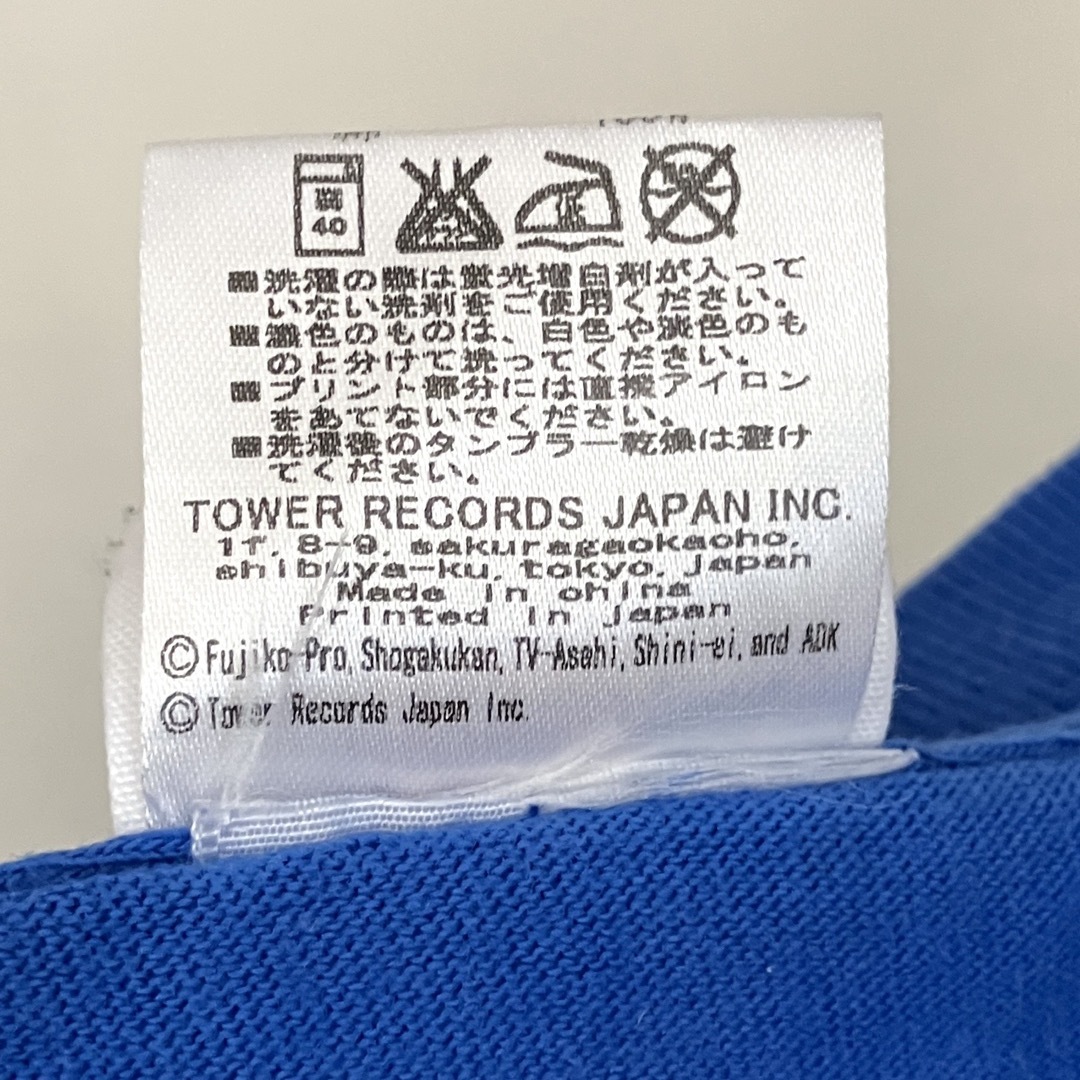 40
■洗濯の際は蛍光増白剤が入って
いない洗剤をご使用ください。
■濃色のものは、白色や淡色のも
のと分けて洗ってください。
■プリント部分には直接アイロン
をあてないでください。
■洗濯後のタンブラー乾燥は避け
てください。
TOWER RECORDS JAPAN INC.
1f, 8-9, sakuragaokacho,
shibuya-ku, tokyo, Japan
Made in china
Printed in Japan
©Fujiko-Pro, Shogakukan, TV-Asahi, Shini-ei, and ADK
©Tower Records Japan Inc.